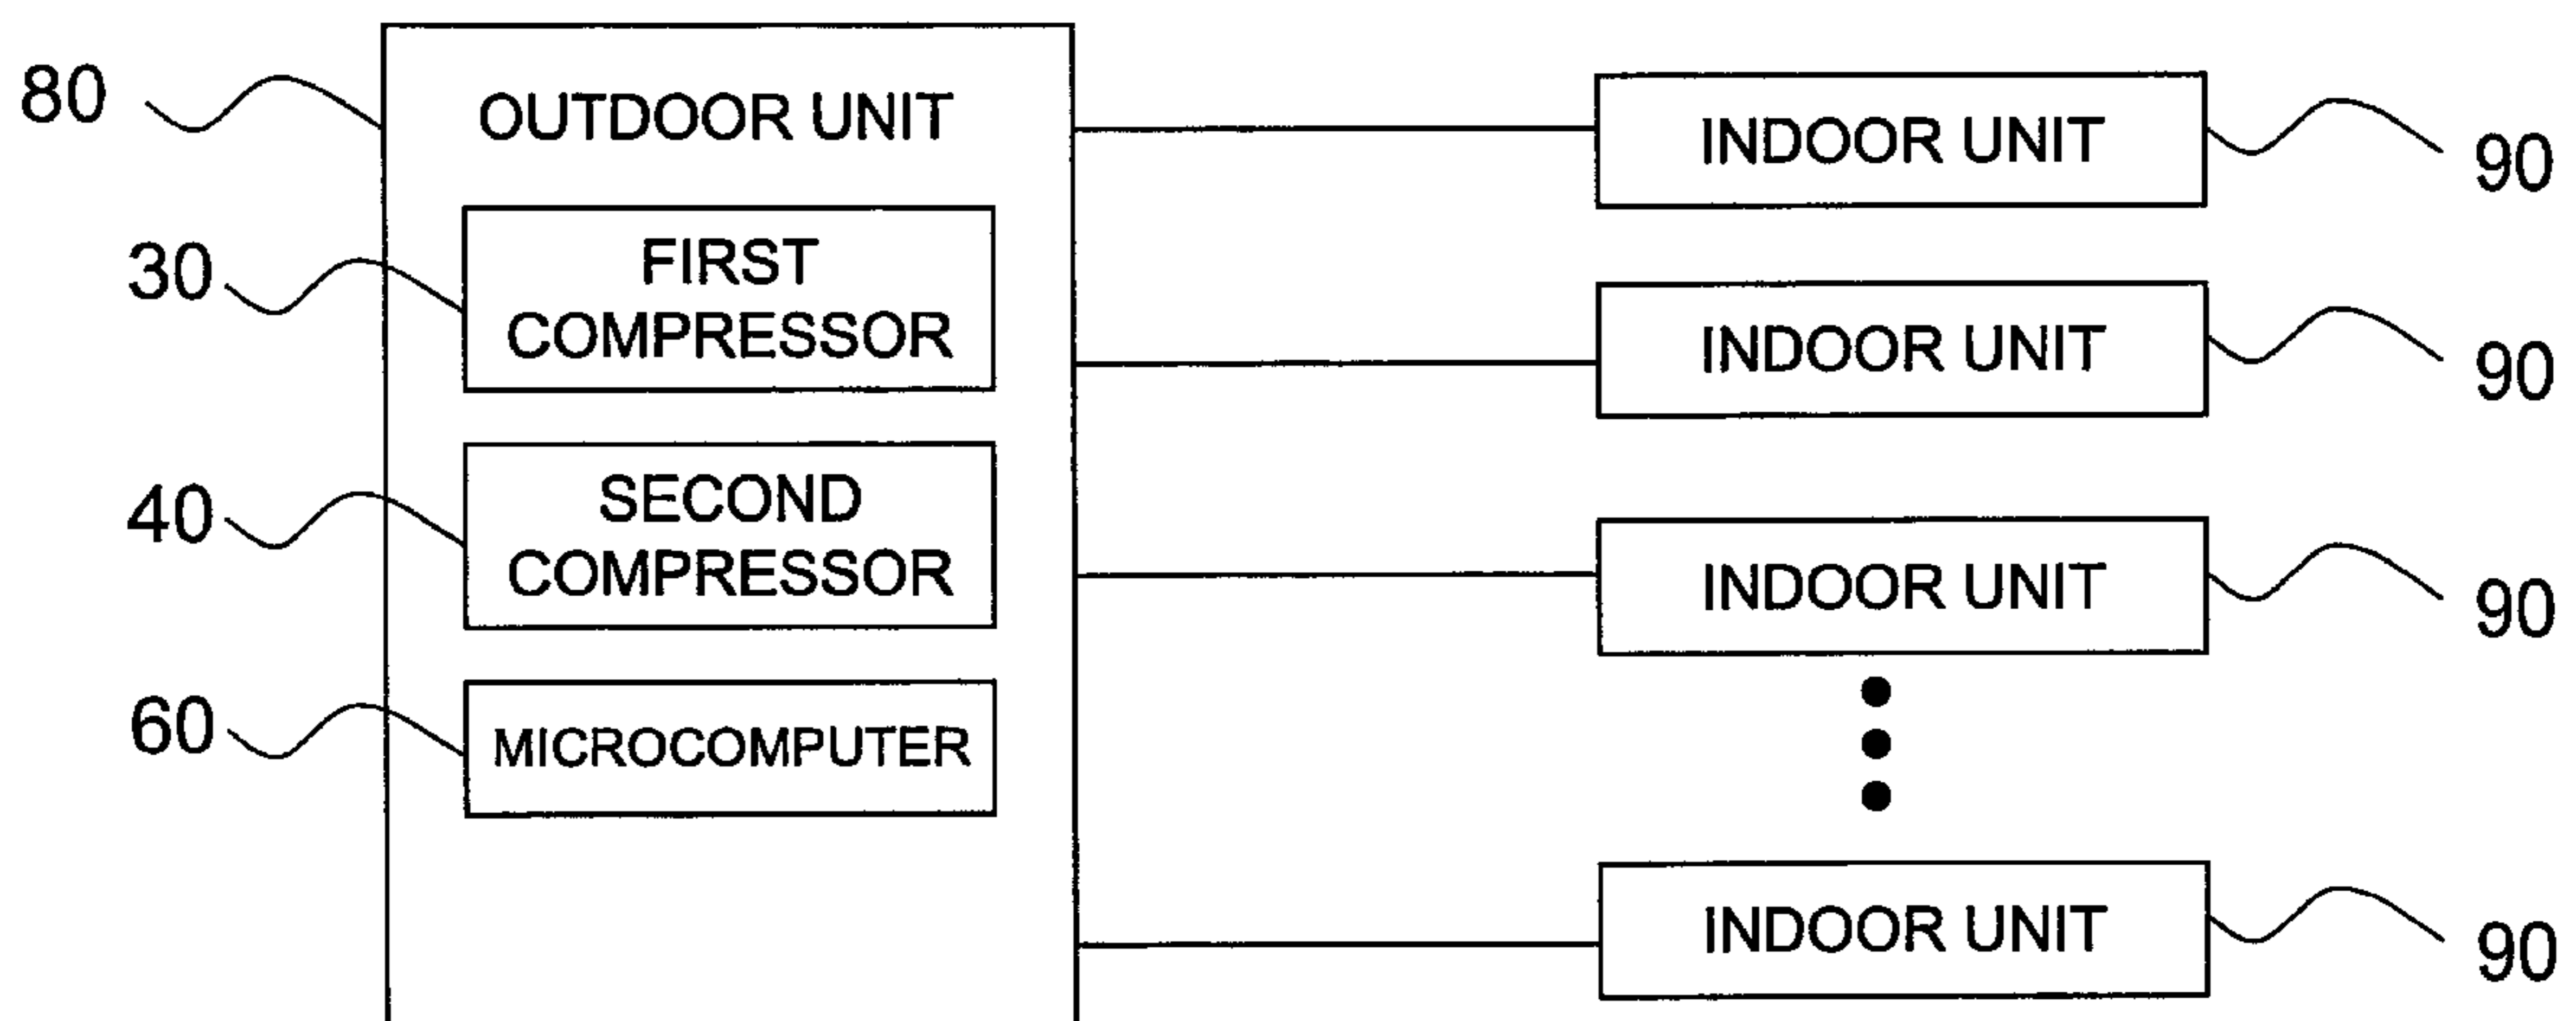 80
OUTDOOR UNIT
INDOOR UNIT
90
30
FIRST
COMPRESSOR
INDOOR UNIT
90
40
SECOND
COMPRESSOR
INDOOR UNIT
90
60
MICROCOMPUTER
INDOOR UNIT
90